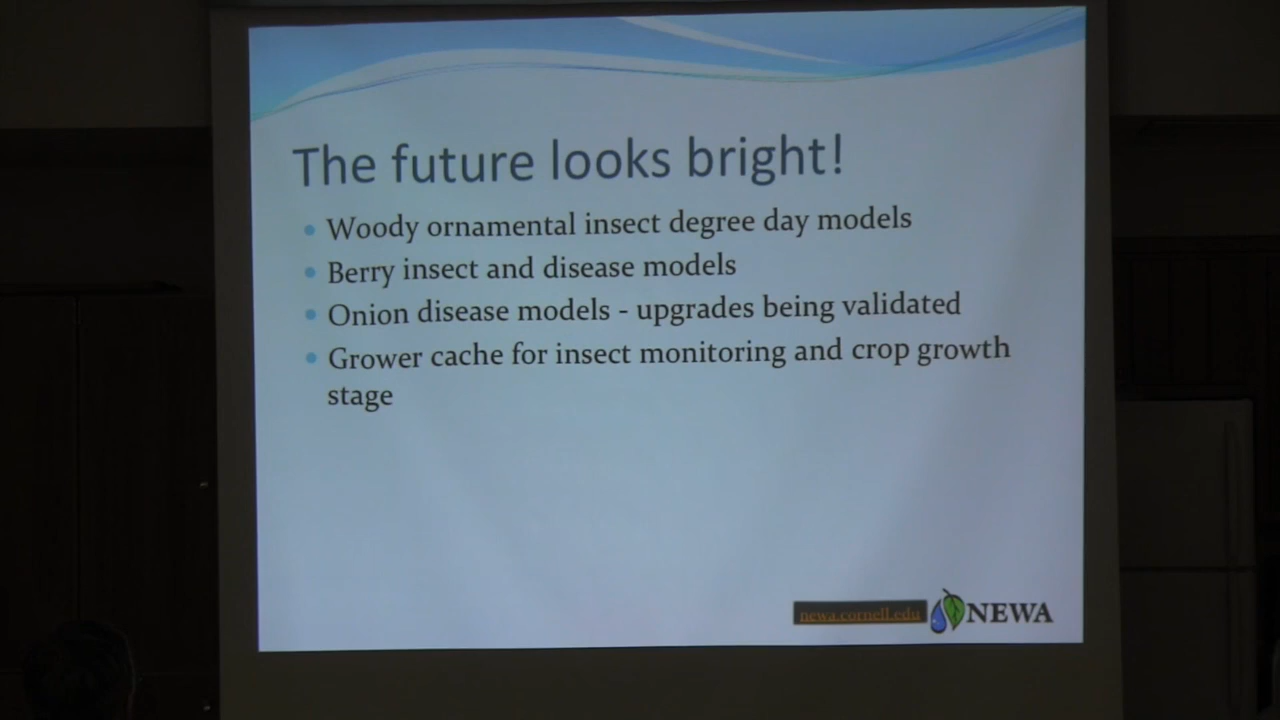 The future looks bright!
• Woody ornamental insect degree day models
• Berry insect and disease models
• Onion disease models - upgrades being validated
• Grower cache for insect monitoring and crop growth
stage
newa.cornell.edu NEWA